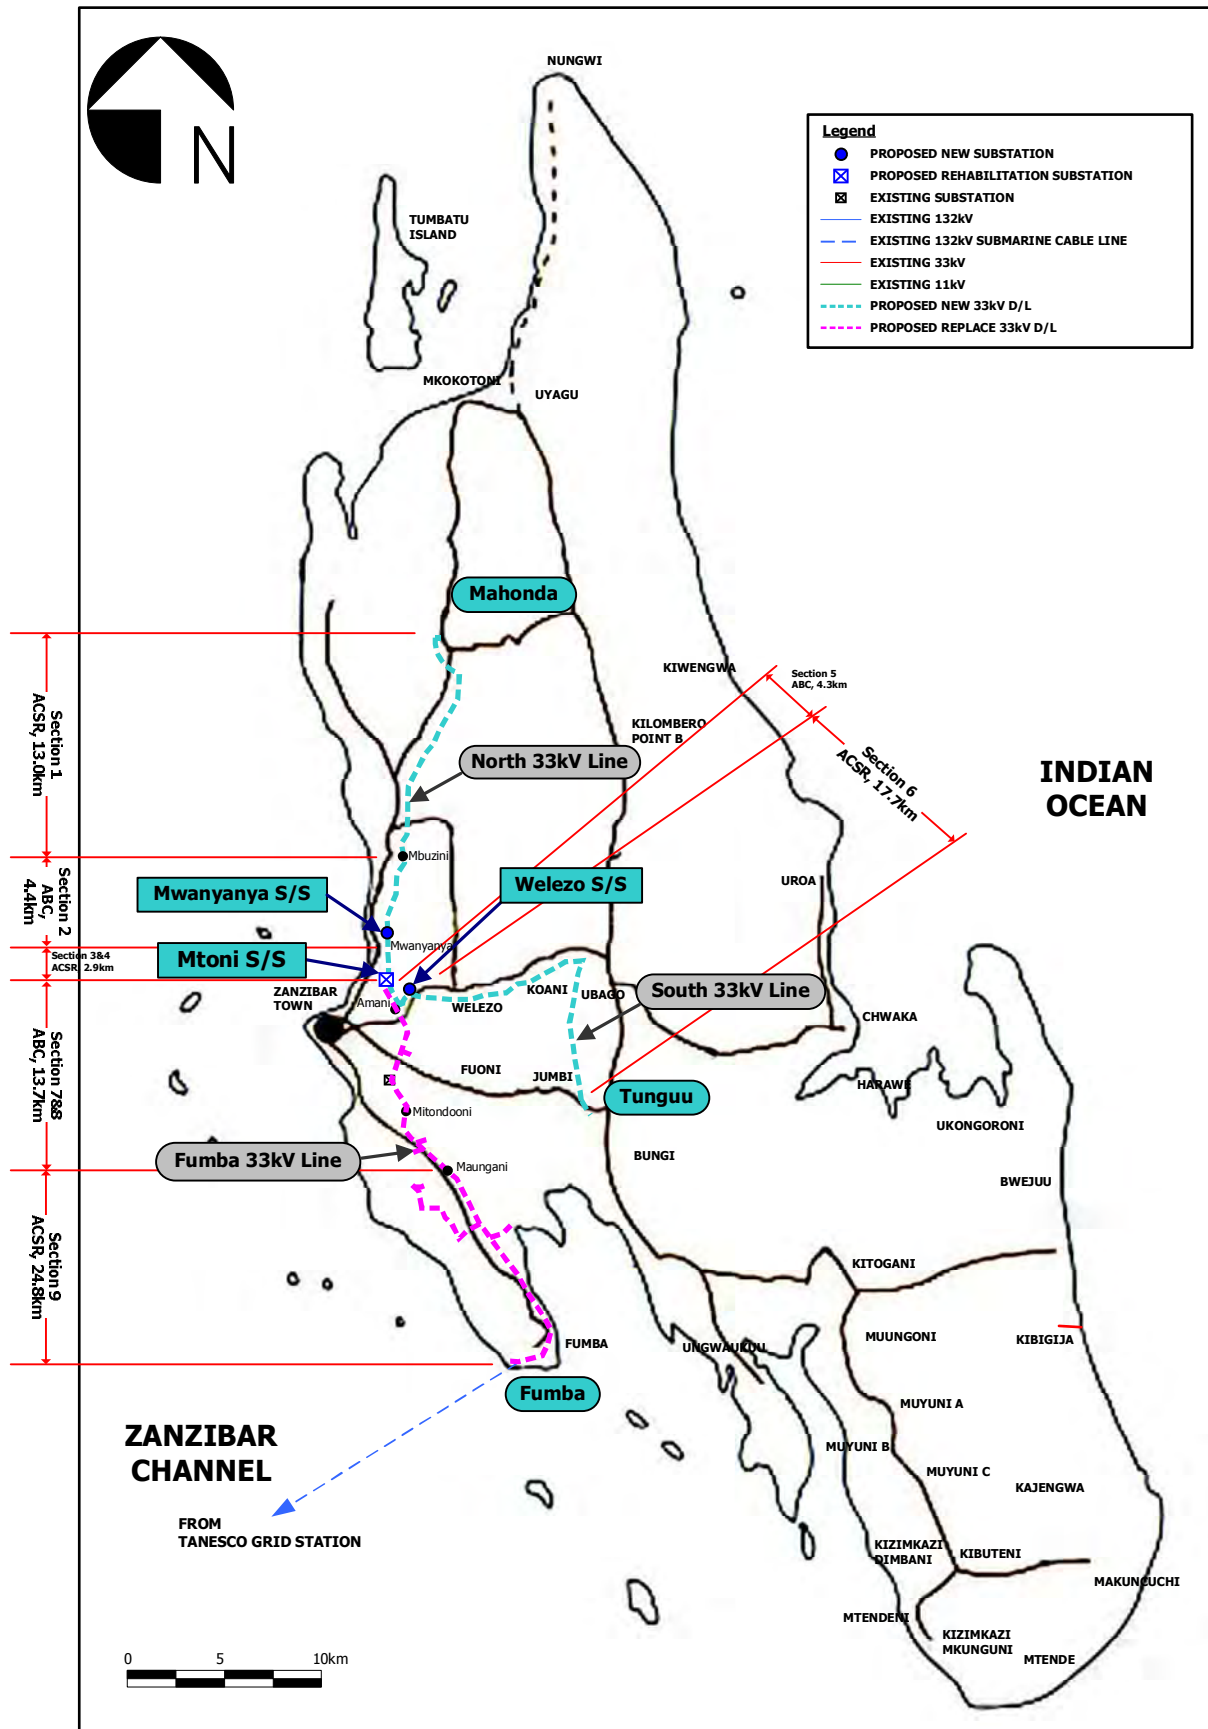 N
NUNGWI
Legend
PROPOSED NEW SUBSTATION
PROPOSED REHABILITATION SUBSTATION
EXISTING SUBSTATION
EXISTING 132kV
EXISTING 132kV SUBMARINE CABLE LINE
EXISTING 33kV
EXISTING 11kV
PROPOSED NEW 33kV D/L
PROPOSED REPLACE 33kV D/L
TUMBATU
ISLAND
MKOKOTONI
UYAGU
Mahonda
KIWENGWA
Section 5
ABC, 4.3km
KILOMBERO
POINT B
Section 6
ACSR, 17.7km
INDIAN
OCEAN
Section 1
ACSR, 13.0km
North 33kV Line
Mbuzini
Mwanyanya S/S
Welezo S/S
UROA
Section 2
ABC,
4.4km
Mwanyanya
Section 3&4
ACSR, 2.9km
Mtoni S/S
ZANZIBAR
TOWN
Amani
WELEZO
KOANI
UBAGO
South 33kV Line
CHWAKA
Section 7&8
ABC, 13.7km
FUONI
JUMBI
Tunguu
HARAWE
UKONGORONI
Mitondooni
Fumba 33kV Line
Maungani
BUNGI
BWEJUU
Section 9
ACSR, 24.8km
KITOGANI
MUUNGONI
KIBIGIJA
FUMBA
UNGWAUKUU
Fumba
MUYUNI A
ZANZIBAR
CHANNEL
MUYUNI B
MUYUNI C
KAJENGWA
FROM
TANESCO GRID STATION
KIZIMKAZI
DIMBANI
KIBUTENI
MAKUNCUCHI
MTENDENI
KIZIMKAZI
MKUNGUNI
MTENDE
0 5 10km